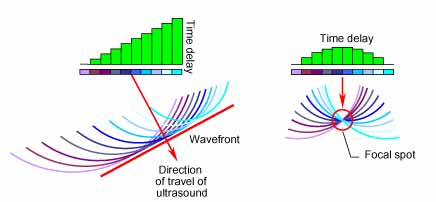 Time delay
Wavefront
Direction
of travel of
ultrasound
Time delay
Focal spot